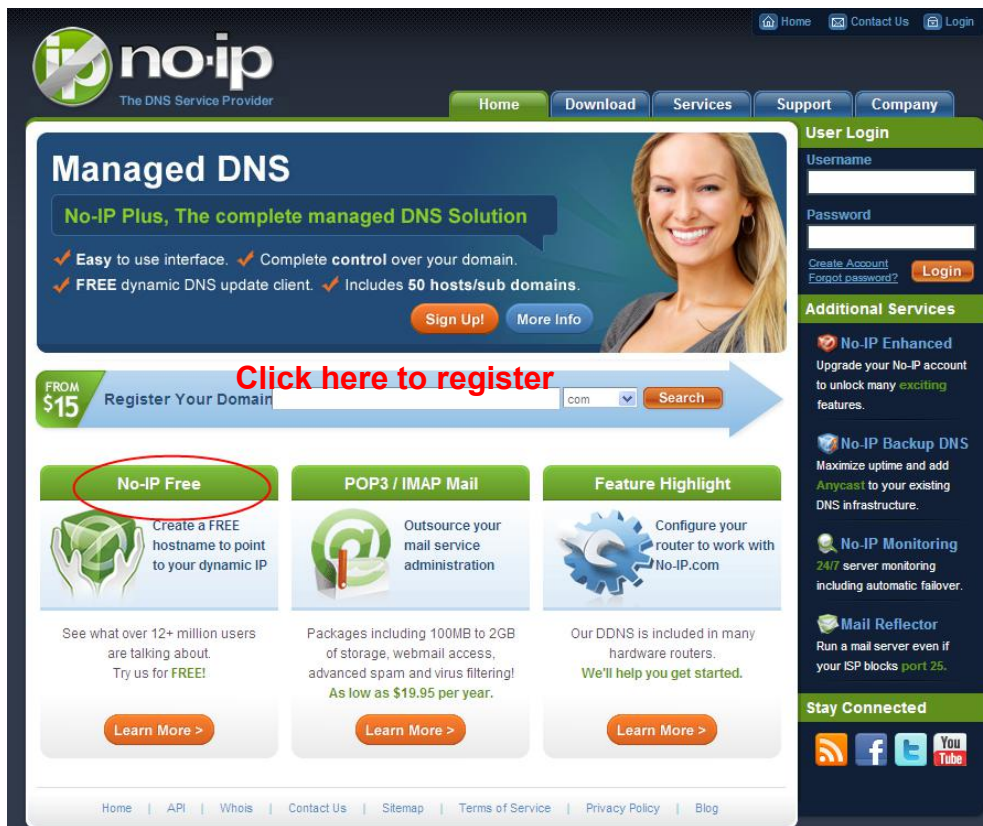 Home Contact Us Login
ip no·ip
The DNS Service Provider
Home Download Services Support Company
Managed DNS
No-IP Plus, The complete managed DNS Solution
Easy to use interface. Complete control over your domain.
FREE dynamic DNS update client. Includes 50 hosts/sub domains.
Sign Up! More Info
Click here to register
FROM
$15
Register Your Domain
com
Search
No-IP Free
Create a FREE
hostname to point
to your dynamic IP
See what over 12+ million users
are talking about.
Try us for FREE!
Learn More >
POP3 / IMAP Mail
Outsource your
mail service
administration
Packages including 100MB to 2GB
of storage, webmail access,
advanced spam and virus filtering!
As low as $19.95 per year.
Learn More >
Feature Highlight
Configure your
router to work with
No-IP.com
Our DDNS is included in many
hardware routers.
We'll help you get started.
Learn More >
User Login
Username
Password
Create Account
Forgot password?
Login
Additional Services
No-IP Enhanced
Upgrade your No-IP account
to unlock many exciting
features.
No-IP Backup DNS
Maximize uptime and add
Anycast to your existing
DNS infrastructure.
No-IP Monitoring
24/7 server monitoring
including automatic failover.
Mail Reflector
Run a mail server even if
your ISP blocks port 25.
Stay Connected
f t You
Tube
Home | API | Whois | Contact Us | Sitemap | Terms of Service | Privacy Policy | Blog